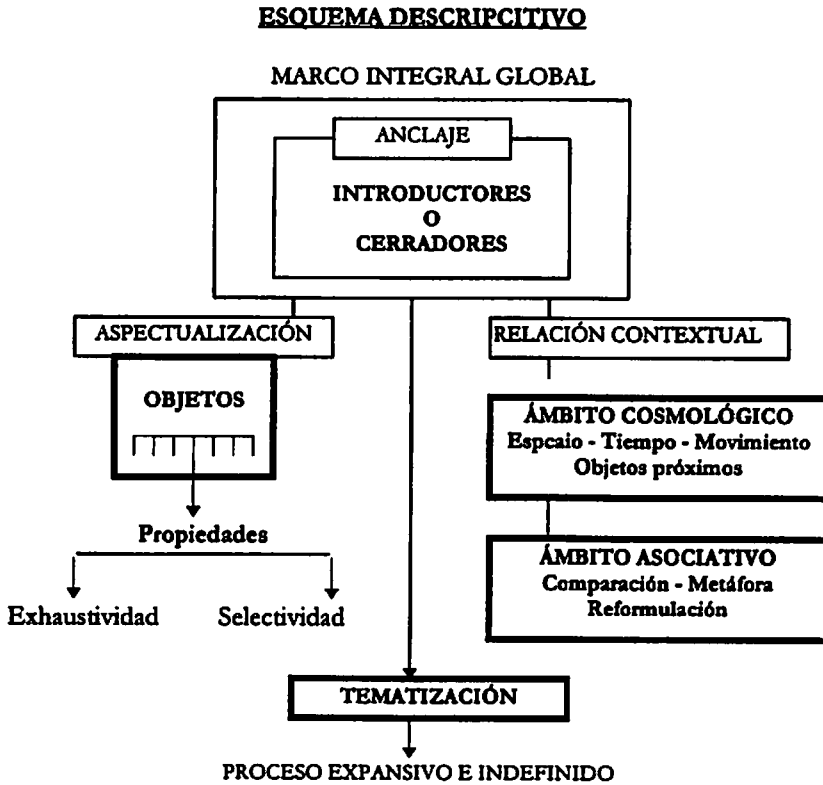 ESQUEMA DESCRIPCITIVO
MARCO INTEGRAL GLOBAL
ANCLAJE
INTRODUCTORES
O
CERRADORES
ASPECTUALIZACIÓN
OBJETOS
Propiedades
Exhaustividad
Selectividad
RELACIÓN CONTEXTUAL
ÁMBITO COSMOLÓGICO
Espcaio - Tiempo - Movimiento
Objetos próximos
ÁMBITO ASOCIATIVO
Comparación - Metáfora
Reformulación
TEMATIZACIÓN
PROCESO EXPANSIVO E INDEFINIDO